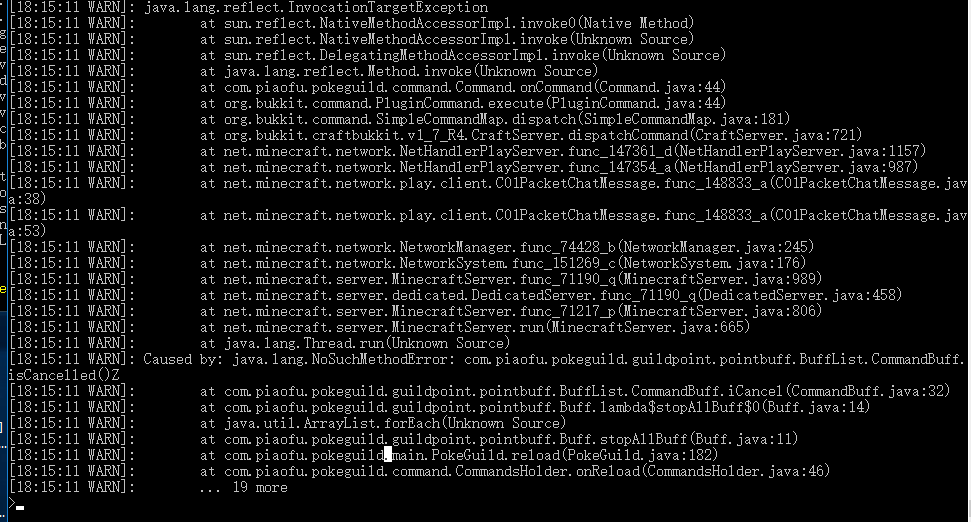 [18:15:11 WARN]: java.lang.reflect.InvocationTargetException
[18:15:11 WARN]: at sun.reflect.NativeMethodAccessorImpl.invoke0(Native Method)
[18:15:11 WARN]: at sun.reflect.NativeMethodAccessorImpl.invoke(Unknown Source)
[18:15:11 WARN]: at sun.reflect.DelegatingMethodAccessorImpl.invoke(Unknown Source)
[18:15:11 WARN]: at java.lang.reflect.Method.invoke(Unknown Source)
[18:15:11 WARN]: at com.piaofu.pokeguild.command.Command.onCommand(Command.java:44)
[18:15:11 WARN]: at org.bukkit.command.PluginCommand.execute(PluginCommand.java:44)
[18:15:11 WARN]: at org.bukkit.command.SimpleCommandMap.dispatch(SimpleCommandMap.java:181)
[18:15:11 WARN]: at org.bukkit.craftbukkit.v1_7_R4.CraftServer.dispatchCommand(CraftServer.java:721)
[18:15:11 WARN]: at net.minecraft.network.NetHandlerPlayServer.func_147361_d(NetHandlerPlayServer.java:1157)
[18:15:11 WARN]: at net.minecraft.network.NetHandlerPlayServer.func_147354_a(NetHandlerPlayServer.java:987)
[18:15:11 WARN]: at net.minecraft.network.play.client.C01PacketChatMessage.func_148833_a(C01PacketChatMessage.jav
a:38)
[18:15:11 WARN]: at net.minecraft.network.play.client.C01PacketChatMessage.func_148833_a(C01PacketChatMessage.jav
a:53)
[18:15:11 WARN]: at net.minecraft.network.NetworkManager.func_74428_b(NetworkManager.java:245)
[18:15:11 WARN]: at net.minecraft.network.NetworkSystem.func_151269_c(NetworkSystem.java:176)
[18:15:11 WARN]: at net.minecraft.server.MinecraftServer.func_71190_q(MinecraftServer.java:989)
[18:15:11 WARN]: at net.minecraft.server.dedicated.DedicatedServer.func_71190_q(DedicatedServer.java:458)
[18:15:11 WARN]: at net.minecraft.server.MinecraftServer.func_71217_p(MinecraftServer.java:806)
[18:15:11 WARN]: at net.minecraft.server.MinecraftServer.run(MinecraftServer.java:665)
[18:15:11 WARN]: at java.lang.Thread.run(Unknown Source)
[18:15:11 WARN]: Caused by: java.lang.NoSuchMethodError: com.piaofu.pokeguild.guildpoint.pointbuff.BuffList.CommandBuff.
isCancelled()Z
[18:15:11 WARN]: at com.piaofu.pokeguild.guildpoint.pointbuff.BuffList.CommandBuff.iCancel(CommandBuff.java:32)
[18:15:11 WARN]: at com.piaofu.pokeguild.guildpoint.pointbuff.Buff.lambda$stopAllBuff$0(Buff.java:14)
[18:15:11 WARN]: at java.util.ArrayList.forEach(Unknown Source)
[18:15:11 WARN]: at com.piaofu.pokeguild.guildpoint.pointbuff.Buff.stopAllBuff(Buff.java:11)
[18:15:11 WARN]: at com.piaofu.pokeguild.main.PokeGuild.reload(PokeGuild.java:182)
[18:15:11 WARN]: at com.piaofu.pokeguild.command.CommandsHolder.onReload(CommandsHolder.java:46)
[18:15:11 WARN]: ... 19 more
>